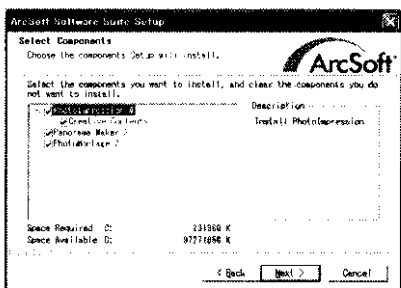 ArcSoft Software Suite Setup
Select Components
Choose the components Setup will install.
ArcSoft
Select the components you want to install, and clear the components you do
not want to install.
Description
Install PhotoImpression
Creative Contents
Panorama Maker 3
Space Required C: 231360 K
Space Available C:
< Back
Next >
Cancel